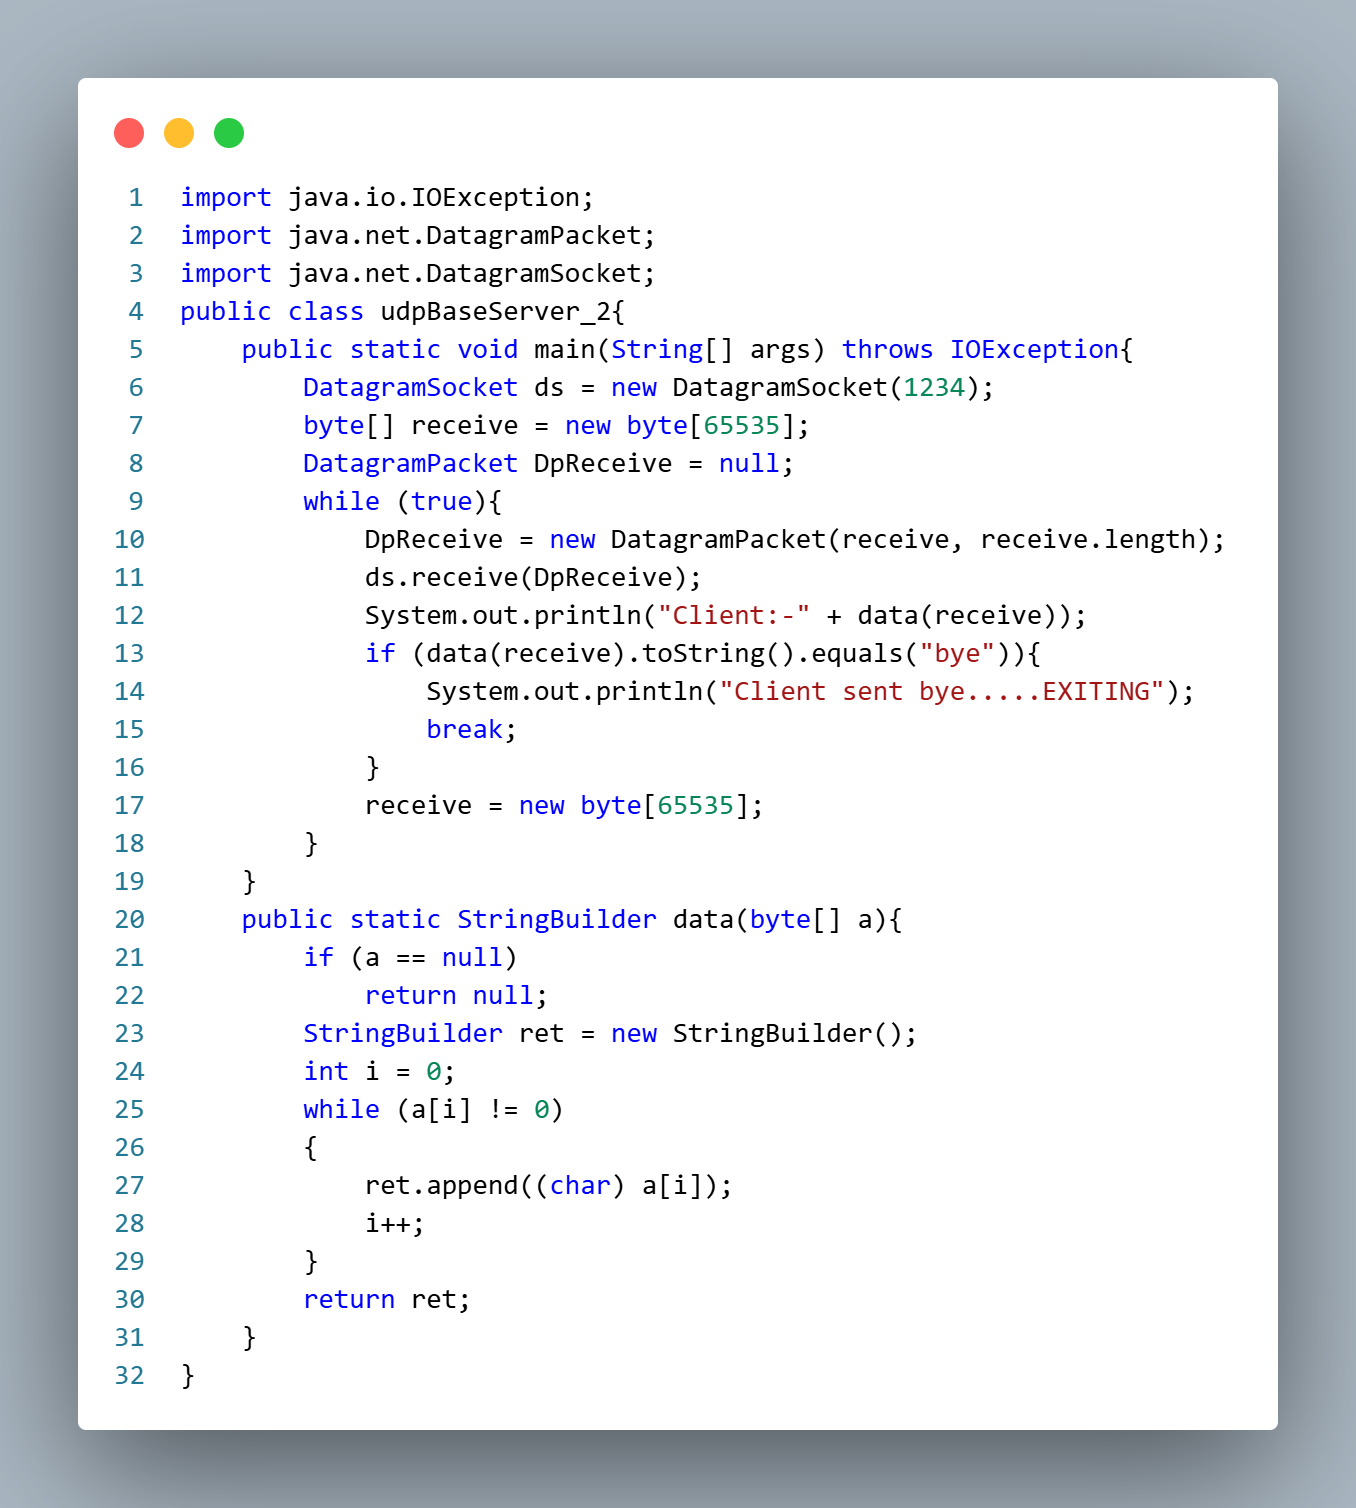 1 import java.io.IOException;
2 import java.net.DatagramPacket;
3 import java.net.DatagramSocket;
4 public class udpBaseServer_2{
5     public static void main(String[] args) throws IOException{
6         DatagramSocket ds = new DatagramSocket(1234);
7         byte[] receive = new byte[65535];
8         DatagramPacket DpReceive = null;
9         while (true){
10             DpReceive = new DatagramPacket(receive, receive.length);
11             ds.receive(DpReceive);
12             System.out.println("Client:-" + data(receive));
13             if (data(receive).toString().equals("bye")){
14                 System.out.println("Client sent bye.....EXITING");
15                 break;
16             }
17             receive = new byte[65535];
18         }
19     }
20     public static StringBuilder data(byte[] a){
21         if (a == null)
22             return null;
23         StringBuilder ret = new StringBuilder();
24         int i = 0;
25         while (a[i] != 0)
26         {
27             ret.append((char) a[i]);
28             i++;
29         }
30         return ret;
31     }
32 }